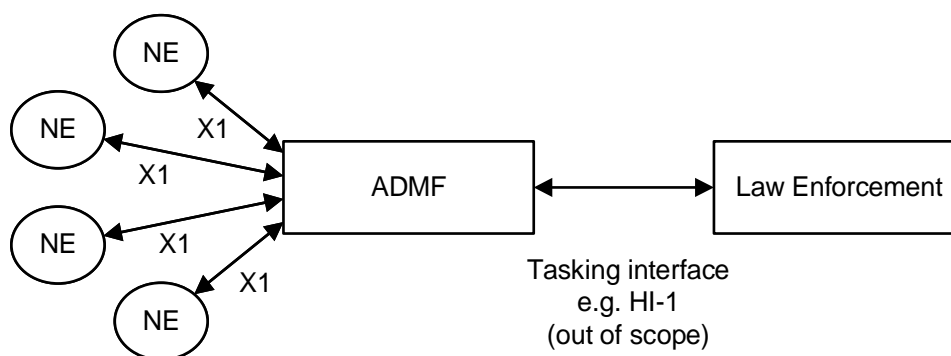 NE
X1
NE
X1
ADMF
Law Enforcement
NE
X1
X1
NE
Tasking interface
e.g. HI-1
(out of scope)